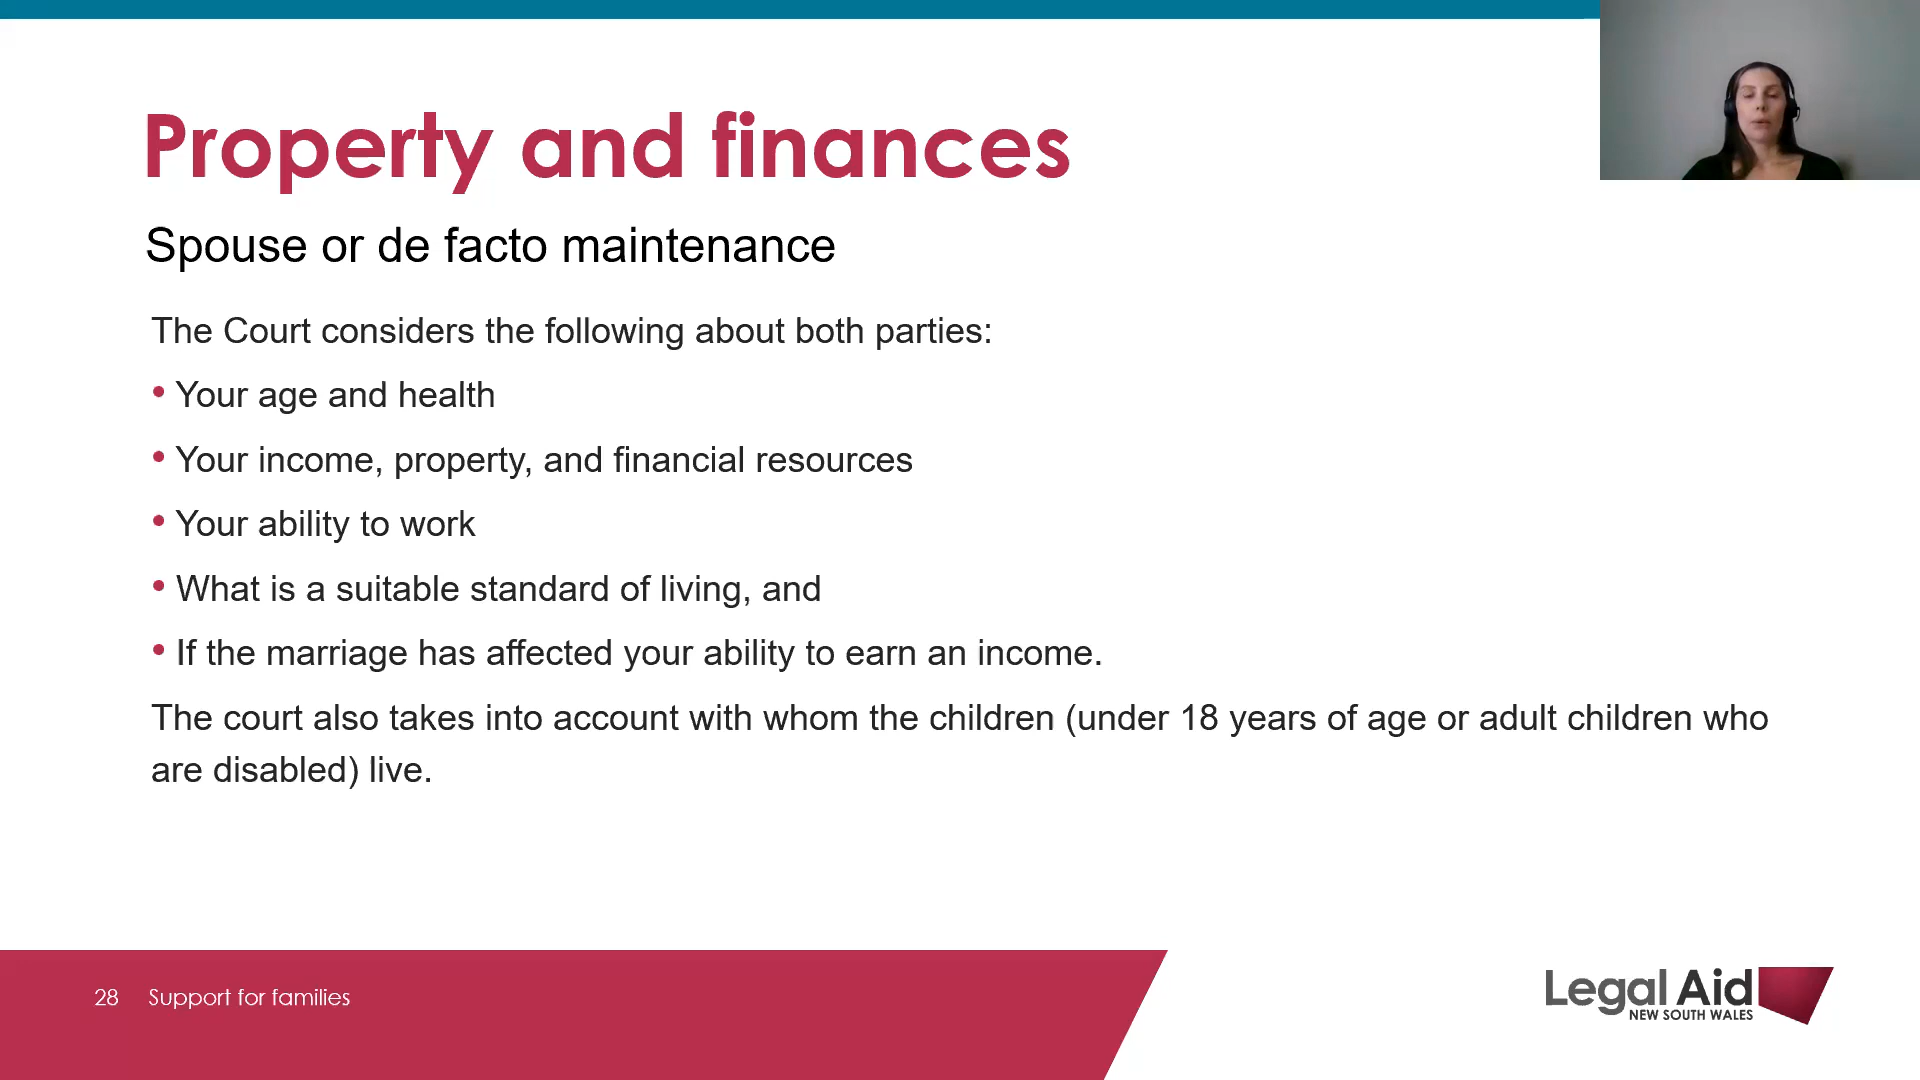 Property and finances
Spouse or de facto maintenance
The Court considers the following about both parties:
• Your age and health
• Your income, property, and financial resources
• Your ability to work
• What is a suitable standard of living, and
• If the marriage has affected your ability to earn an income.
The court also takes into account with whom the children (under 18 years of age or adult children who
are disabled) live.
28 Support for families
Legal Aid
NEW SOUTH WALES